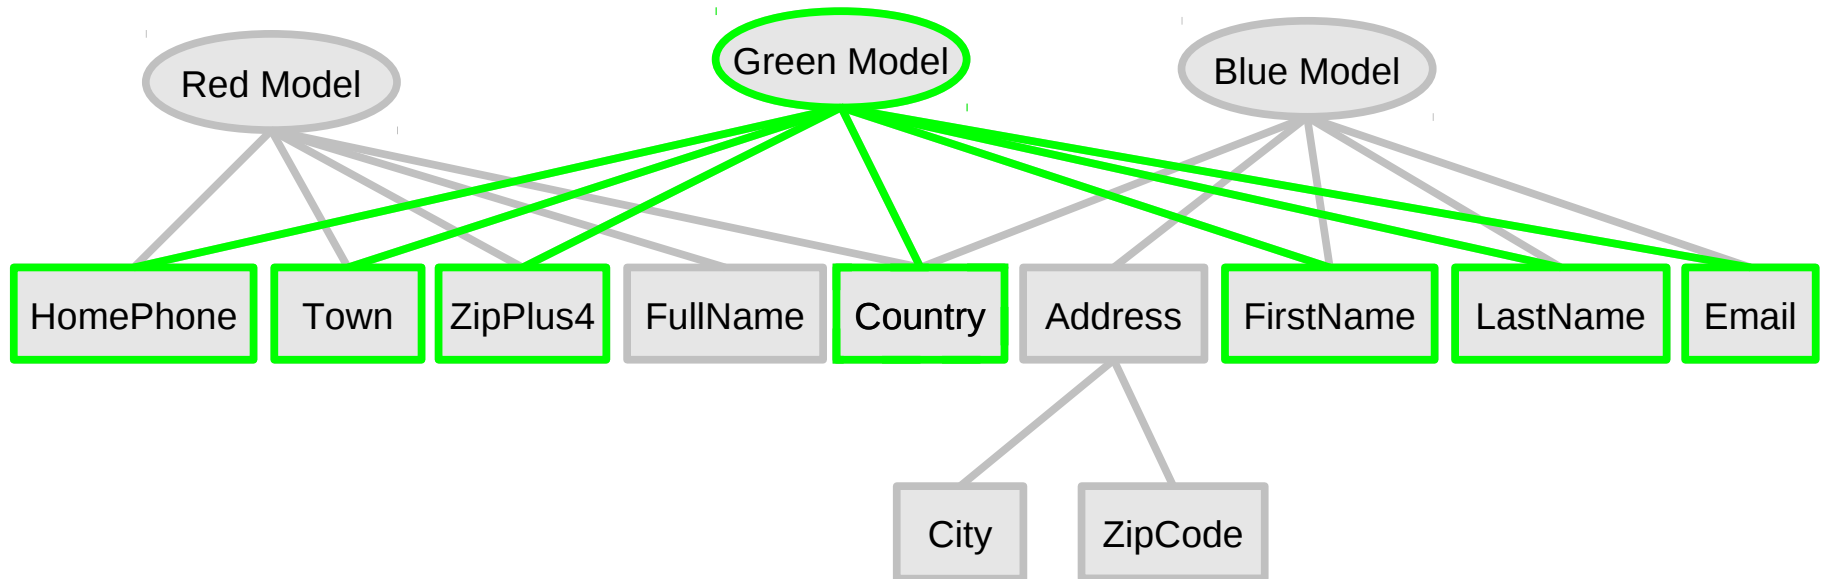 Red Model
Green Model
Blue Model
HomePhone
Town
ZipPlus4
FullName
Country
Address
FirstName
LastName
Email
City
ZipCode